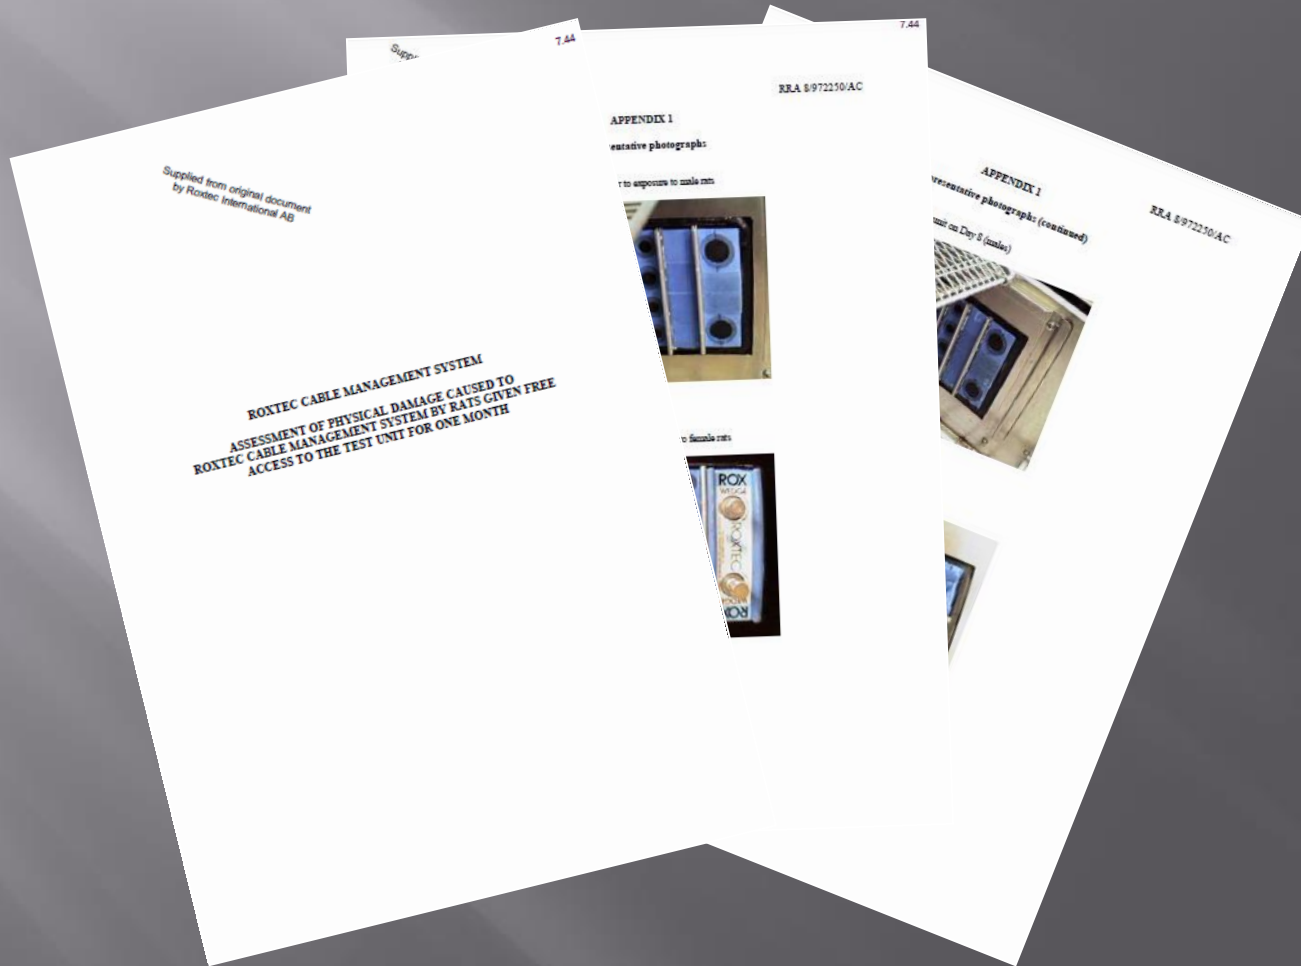 7.44
Supplied from original document
by Roxtec International AB
ROXTEC CABLE MANAGEMENT SYSTEM
ASSESSMENT OF PHYSICAL DAMAGE CAUSED TO
ROXTEC CABLE MANAGEMENT SYSTEM BY RATS GIVEN FREE
ACCESS TO THE TEST UNIT FOR ONE MONTH
7.44
RRA 8/972250/AC
APPENDIX 1
photographs
to exposure to male rats
female rats
ROX
WEDGE
ROXTEC
ROX
RRA 8/972250/AC
APPENDIX 1
photographs (continued)
unit on Day 8 (males)